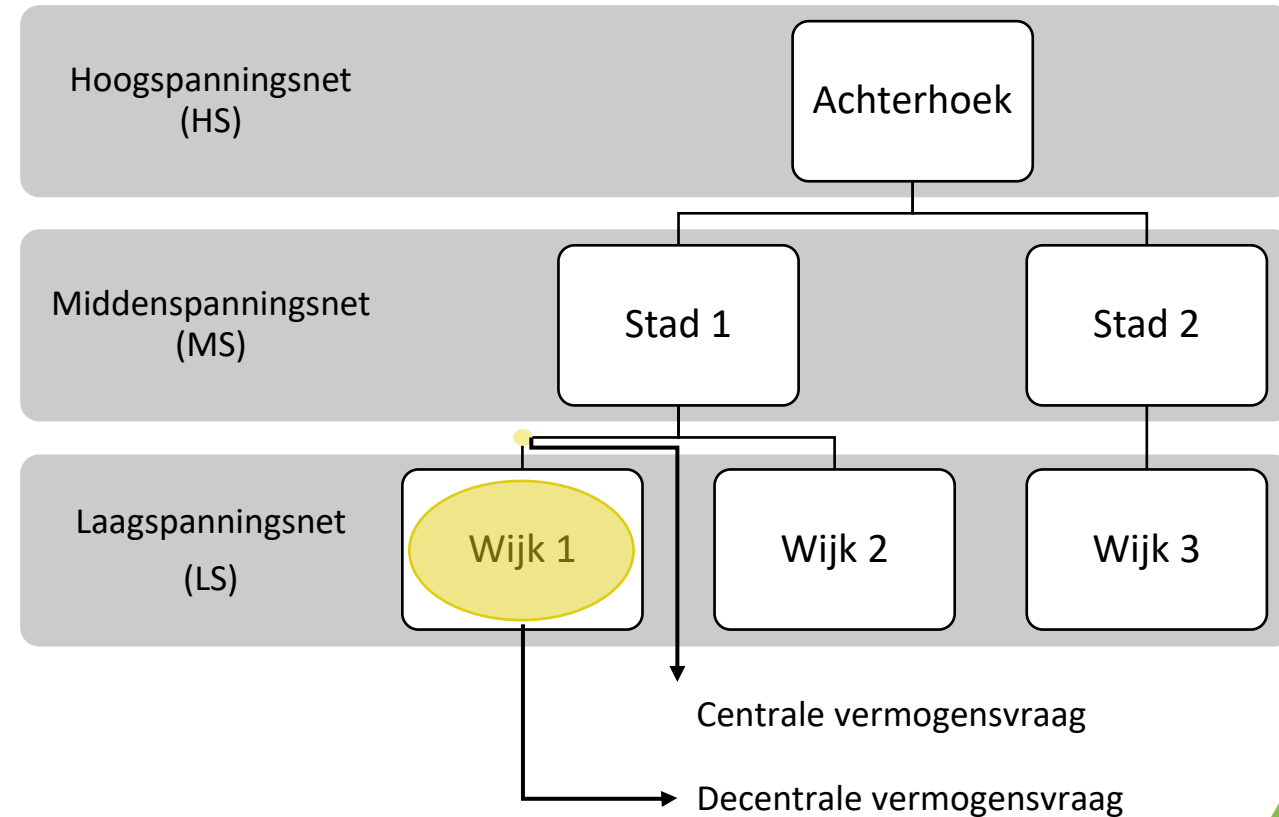 Hoogspanningsnet
(HS)
Achterhoek
Middenspanningsnet
(MS)
Stad 1
Stad 2
Laagspanningsnet
(LS)
Wijk 1
Wijk 2
Wijk 3
Centrale vermogensvraag
Decentrale vermogensvraag